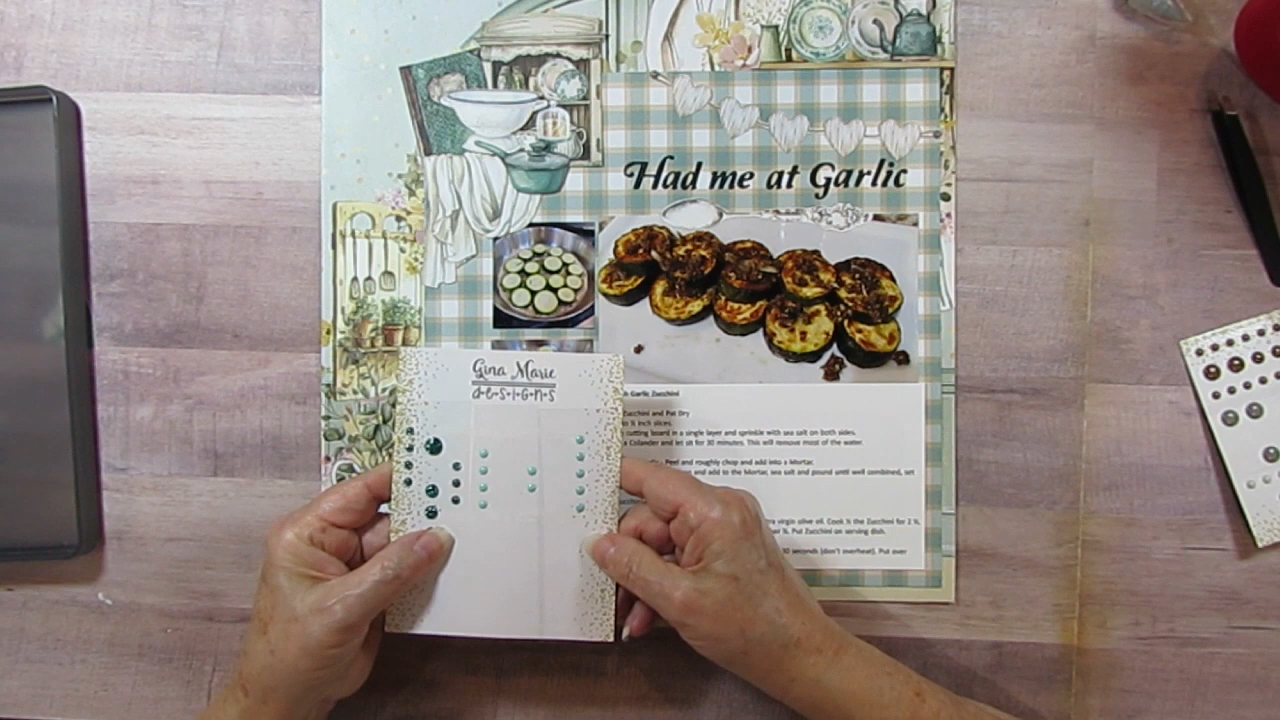 Had me at Garlic
Gina Marie
d·e·s·i·g·n·s
Garlic Zucchini
Zucchini and Pat Dry
½ inch slices.
cutting board in a single layer and sprinkle with sea salt on both sides.
a Colander and let sit for 30 minutes. This will remove most of the water.
Peel and roughly chop and add into a Mortar.
and add to the Mortar, sea salt and pound until well combined, set
virgin olive oil. Cook ½ the Zucchini for 2 ½
Put Zucchini on serving dish.
30 seconds (don't overheat). Put over